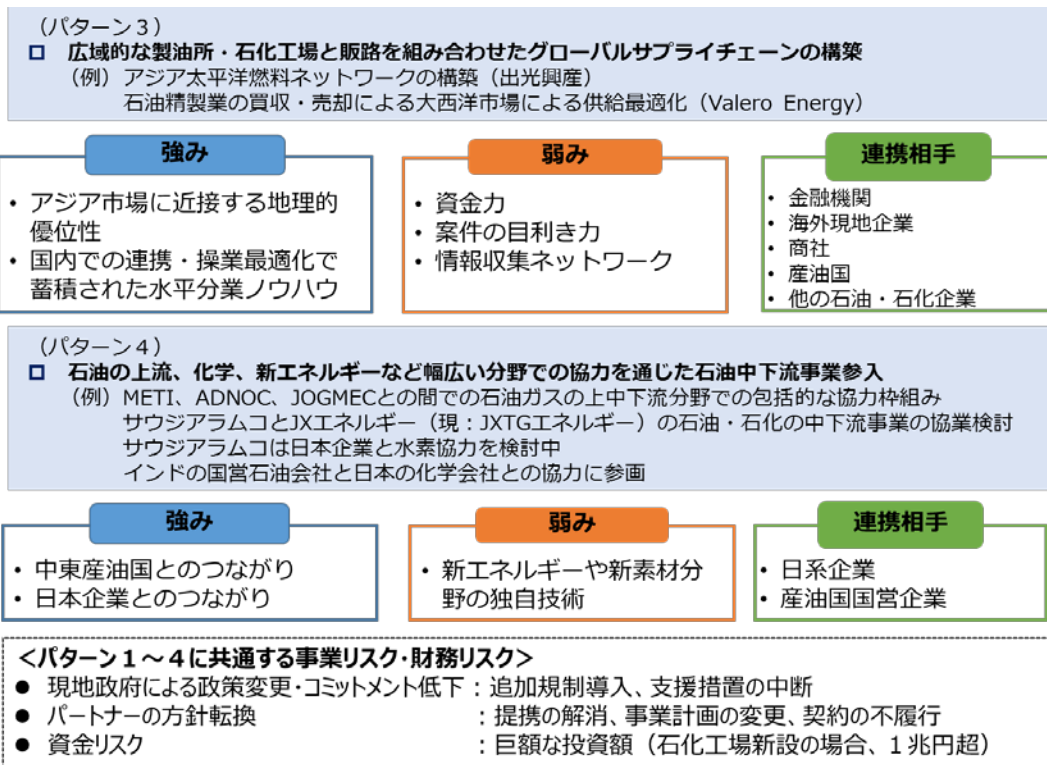 （パターン３）
広域的な製油所・石化工場と販路を組み合わせたグローバルサプライチェーンの構築
（例）アジア太平洋燃料ネットワークの構築（出光興産）
石油精製業の買収・売却による大西洋市場による供給最適化（Valero Energy）
強み
・アジア市場に近接する地理的
優位性
・国内での連携・操業最適化で
蓄積された水平分業ノウハウ
弱み
・資金力
・案件の目利き力
・情報収集ネットワーク
連携相手
・金融機関
・海外現地企業
・商社
・産油国
・他の石油・石化企業
（パターン４）
石油の上流、化学、新エネルギーなど幅広い分野での協力を通じた石油中下流事業参入
（例）METI、ADNOC、JOGMECとの間での石油ガスの上中下流分野での包括的な協力枠組み
サウジアラムコとJXエネルギー（現：JXTGエネルギー）の石油・石化の中下流事業の協業検討
サウジアラムコは日本企業と水素協力を検討中
インドの国営石油会社と日本の化学会社との協力に参画
強み
・中東産油国とのつながり
・日本企業とのつながり
弱み
・新エネルギーや新素材分
野の独自技術
連携相手
・日系企業
・産油国国営企業
＜パターン１～４に共通する事業リスク・財務リスク＞
● 現地政府による政策変更・コミットメント低下：追加規制導入、支援措置の中断
● パートナーの方針転換：提携の解消、事業計画の変更、契約の不履行
● 資金リスク：巨額な投資額（石化工場新設の場合、１兆円超）